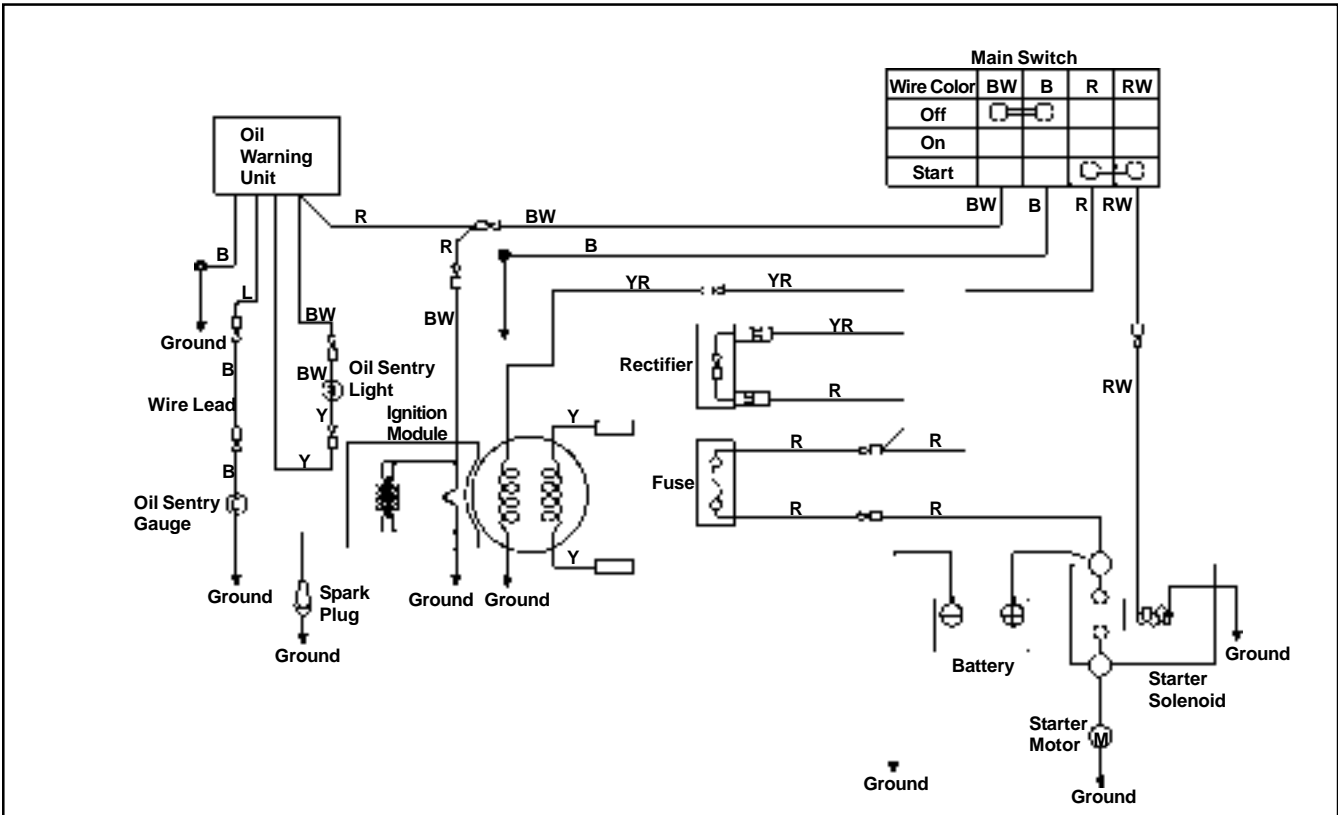 Main Switch
Wire Color BW B R RW
Off
On
Start
Oil
Warning
Unit
BW B R RW
R BW
R B
B
YR YR
L
BW
BW YR
Ground
Rectifier
B BW Oil Sentry
Light
RW
Wire Lead R
Y Ignition
Module
Y
B Y
R R
Fuse
Oil Sentry
Gauge
R R
Y
Ground Spark
Plug
Ground Ground
Ground
Battery
Ground
Starter
Solenoid
Starter
Motor M
Ground
Ground